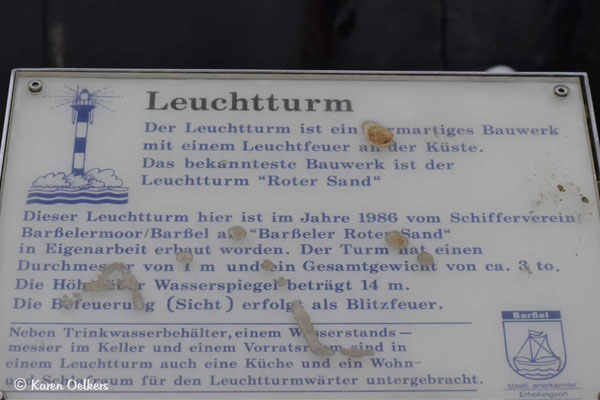 Leuchtturm
Der Leuchtturm ist ein turmartiges Bauwerk
mit einem Leuchtfeuer an der Küste.
Das bekannteste Bauwerk ist der
Leuchtturm "Roter Sand"
Dieser Leuchtturm hier ist im Jahre 1986 vom Schifferverein
Barßelermoor/Barßel als "Barßeler Roter Sand"
in Eigenarbeit erbaut worden. Der Turm hat einen
Durchmesser von 1 m und ein Gesamtgewicht von ca. 3 to.
Die Höhe über Wasserspiegel beträgt 14 m.
Die Befeuerung (Sicht) erfolgt als Blitzfeuer.
Neben Trinkwasserbehälter, einem Wasserstands-
messer im Keller und einem Vorratsraum sind in
einem Leuchtturm auch eine Küche und ein Wohn-
und Schlafraum für den Leuchtturmwärter untergebracht.
Barßel
staatl. anerkannter
Erholungsort
© Karen Oelkers